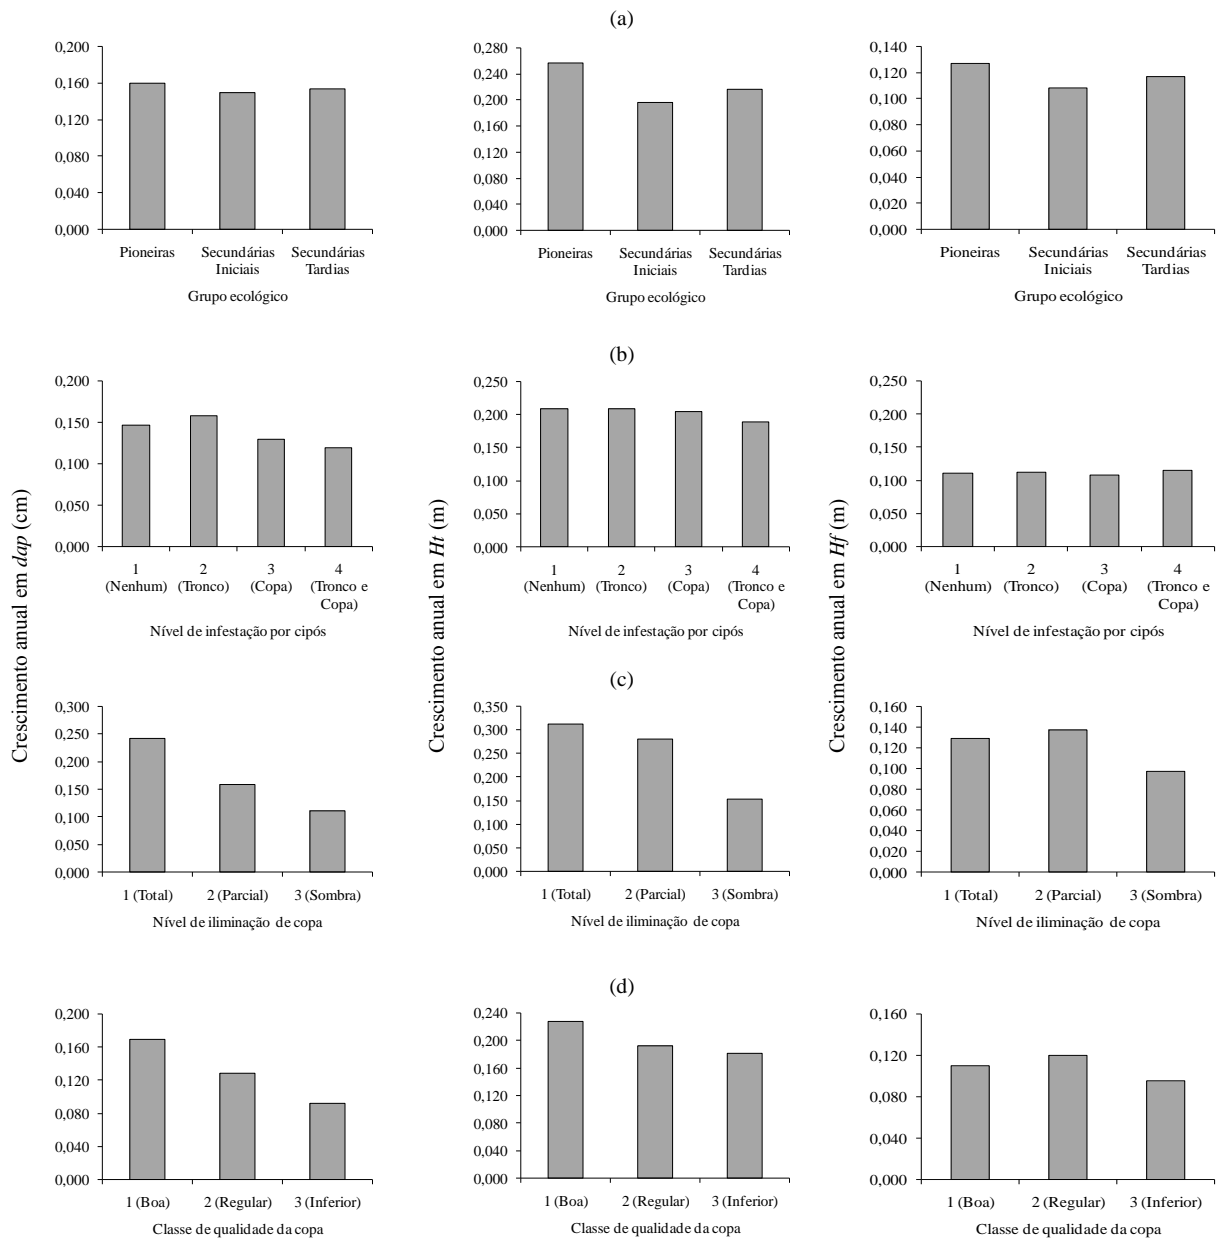 (a)
0,200
0,160
0,120
0,080
0,040
0,000
Pioneiras
Secundárias
Iniciais
Secundárias
Tardias
Grupo ecológico
0,280
0,240
0,200
0,160
0,120
0,080
0,040
0,000
Pioneiras
Secundárias
Iniciais
Secundárias
Tardias
Grupo ecológico
0,140
0,120
0,100
0,080
0,060
0,040
0,020
0,000
Pioneiras
Secundárias
Iniciais
Secundárias
Tardias
Grupo ecológico
(b)
Crescimento anual em dap (cm)
0,200
0,150
0,100
0,050
0,000
1
(Nenhum)
2
(Tronco)
3
(Copa)
4
(Tronco e
Copa)
Nível de infestação por cipós
Crescimento anual em Ht (m)
0,250
0,200
0,150
0,100
0,050
0,000
1
(Nenhum)
2
(Tronco)
3
(Copa)
4
(Tronco e
Copa)
Nível de infestação por cipós
Crescimento anual em Hf (m)
0,250
0,200
0,150
0,100
0,050
0,000
1
(Nenhum)
2
(Tronco)
3
(Copa)
4
(Tronco e
Copa)
Nível de infestação por cipós
(c)
0,300
0,250
0,200
0,150
0,100
0,050
0,000
1 (Total)
2 (Parcial)
3 (Sombra)
Nível de iliminação de copa
0,350
0,300
0,250
0,200
0,150
0,100
0,050
0,000
1 (Total)
2 (Parcial)
3 (Sombra)
Nível de iliminação de copa
0,160
0,140
0,120
0,100
0,080
0,060
0,040
0,020
0,000
1 (Total)
2 (Parcial)
3 (Sombra)
Nível de iliminação de copa
(d)
0,200
0,160
0,120
0,080
0,040
0,000
1 (Boa)
2 (Regular)
3 (Inferior)
Classe de qualidade da copa
0,240
0,200
0,160
0,120
0,080
0,040
0,000
1 (Boa)
2 (Regular)
3 (Inferior)
Classe de qualidade da copa
0,160
0,120
0,080
0,040
0,000
1 (Boa)
2 (Regular)
3 (Inferior)
Classe de qualidade da copa